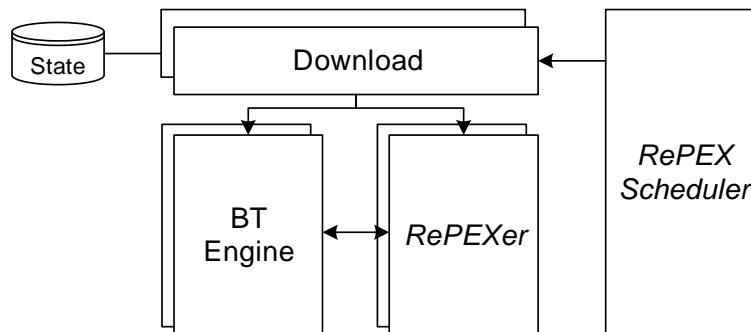 State
Download
RePEX
Scheduler
BT
Engine
RePEXer